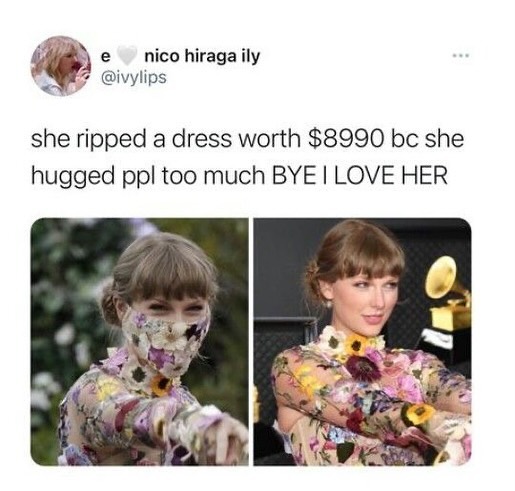 e 🤍 nico hiraga ily
@ivylips
she ripped a dress worth $8990 bc she
hugged ppl too much BYE I LOVE HER